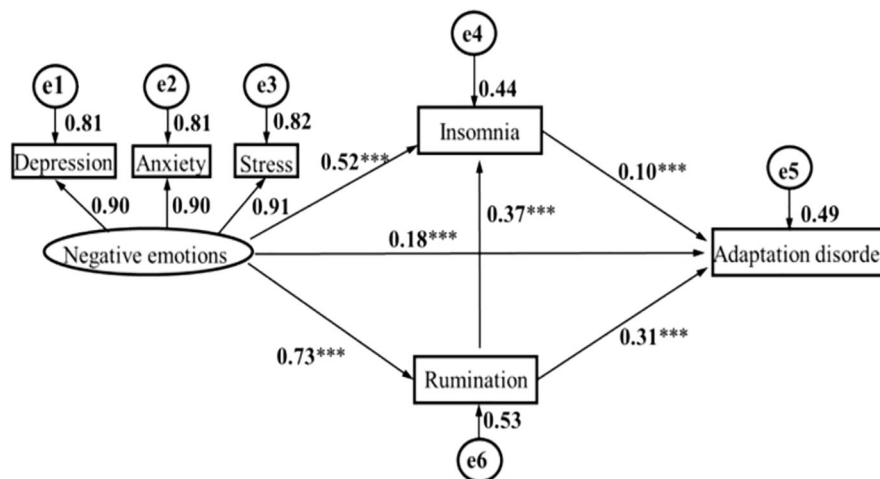 e4
e1
e2
e3
0.44
0.81
0.81
0.82
Insomnia
Depression
Anxiety
Stress
0.52***
0.10***
e5
0.90
0.90
0.91
0.37***
0.49
0.18***
Negative emotions
Adaptation disorde
0.73***
0.31***
Rumination
0.53
e6